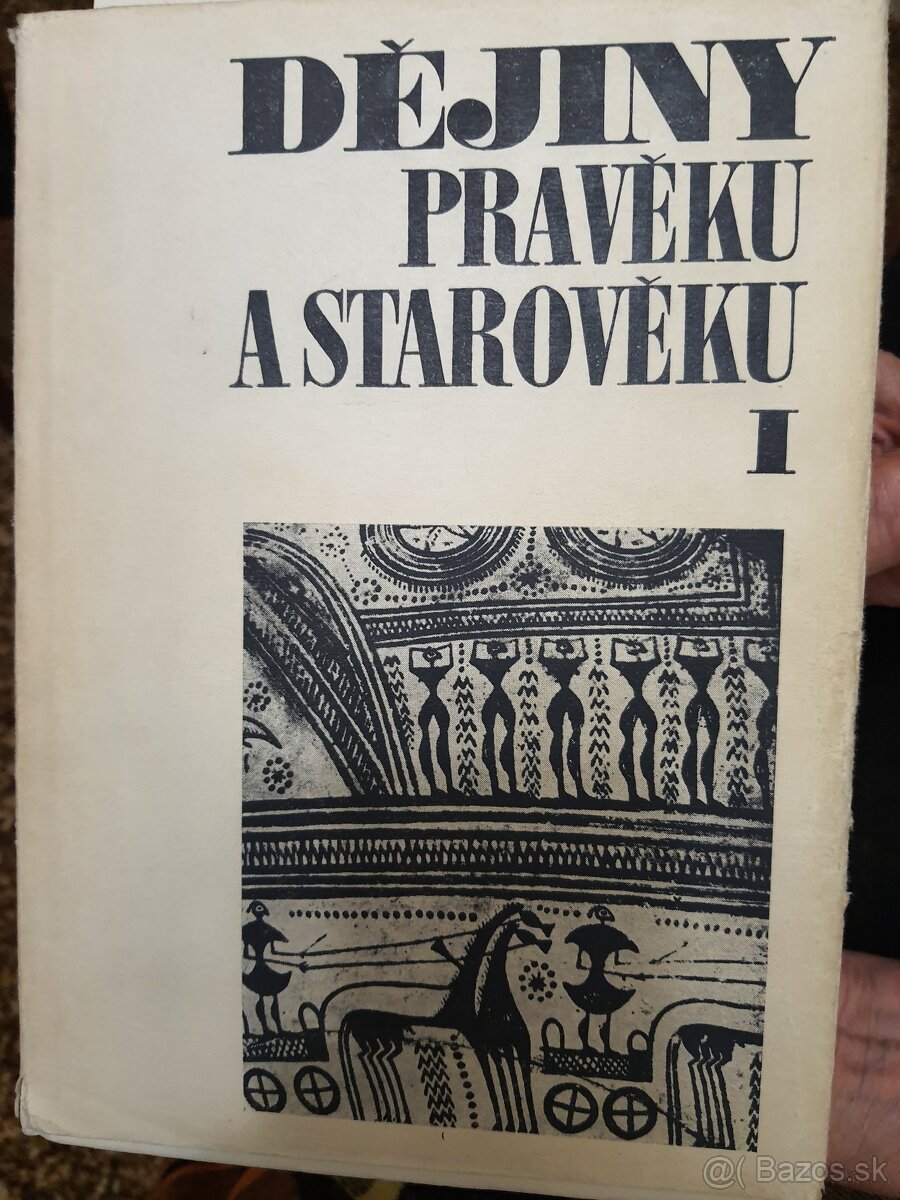 DĚJINY
PRAVĚKU
A STAROVĚKU
I
@( Bazos.sk